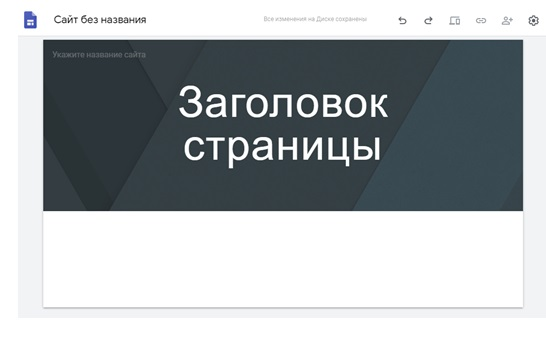 Сайт без названия
Все изменения на Диске сохранены
Укажите название сайта
Заголовок
страницы